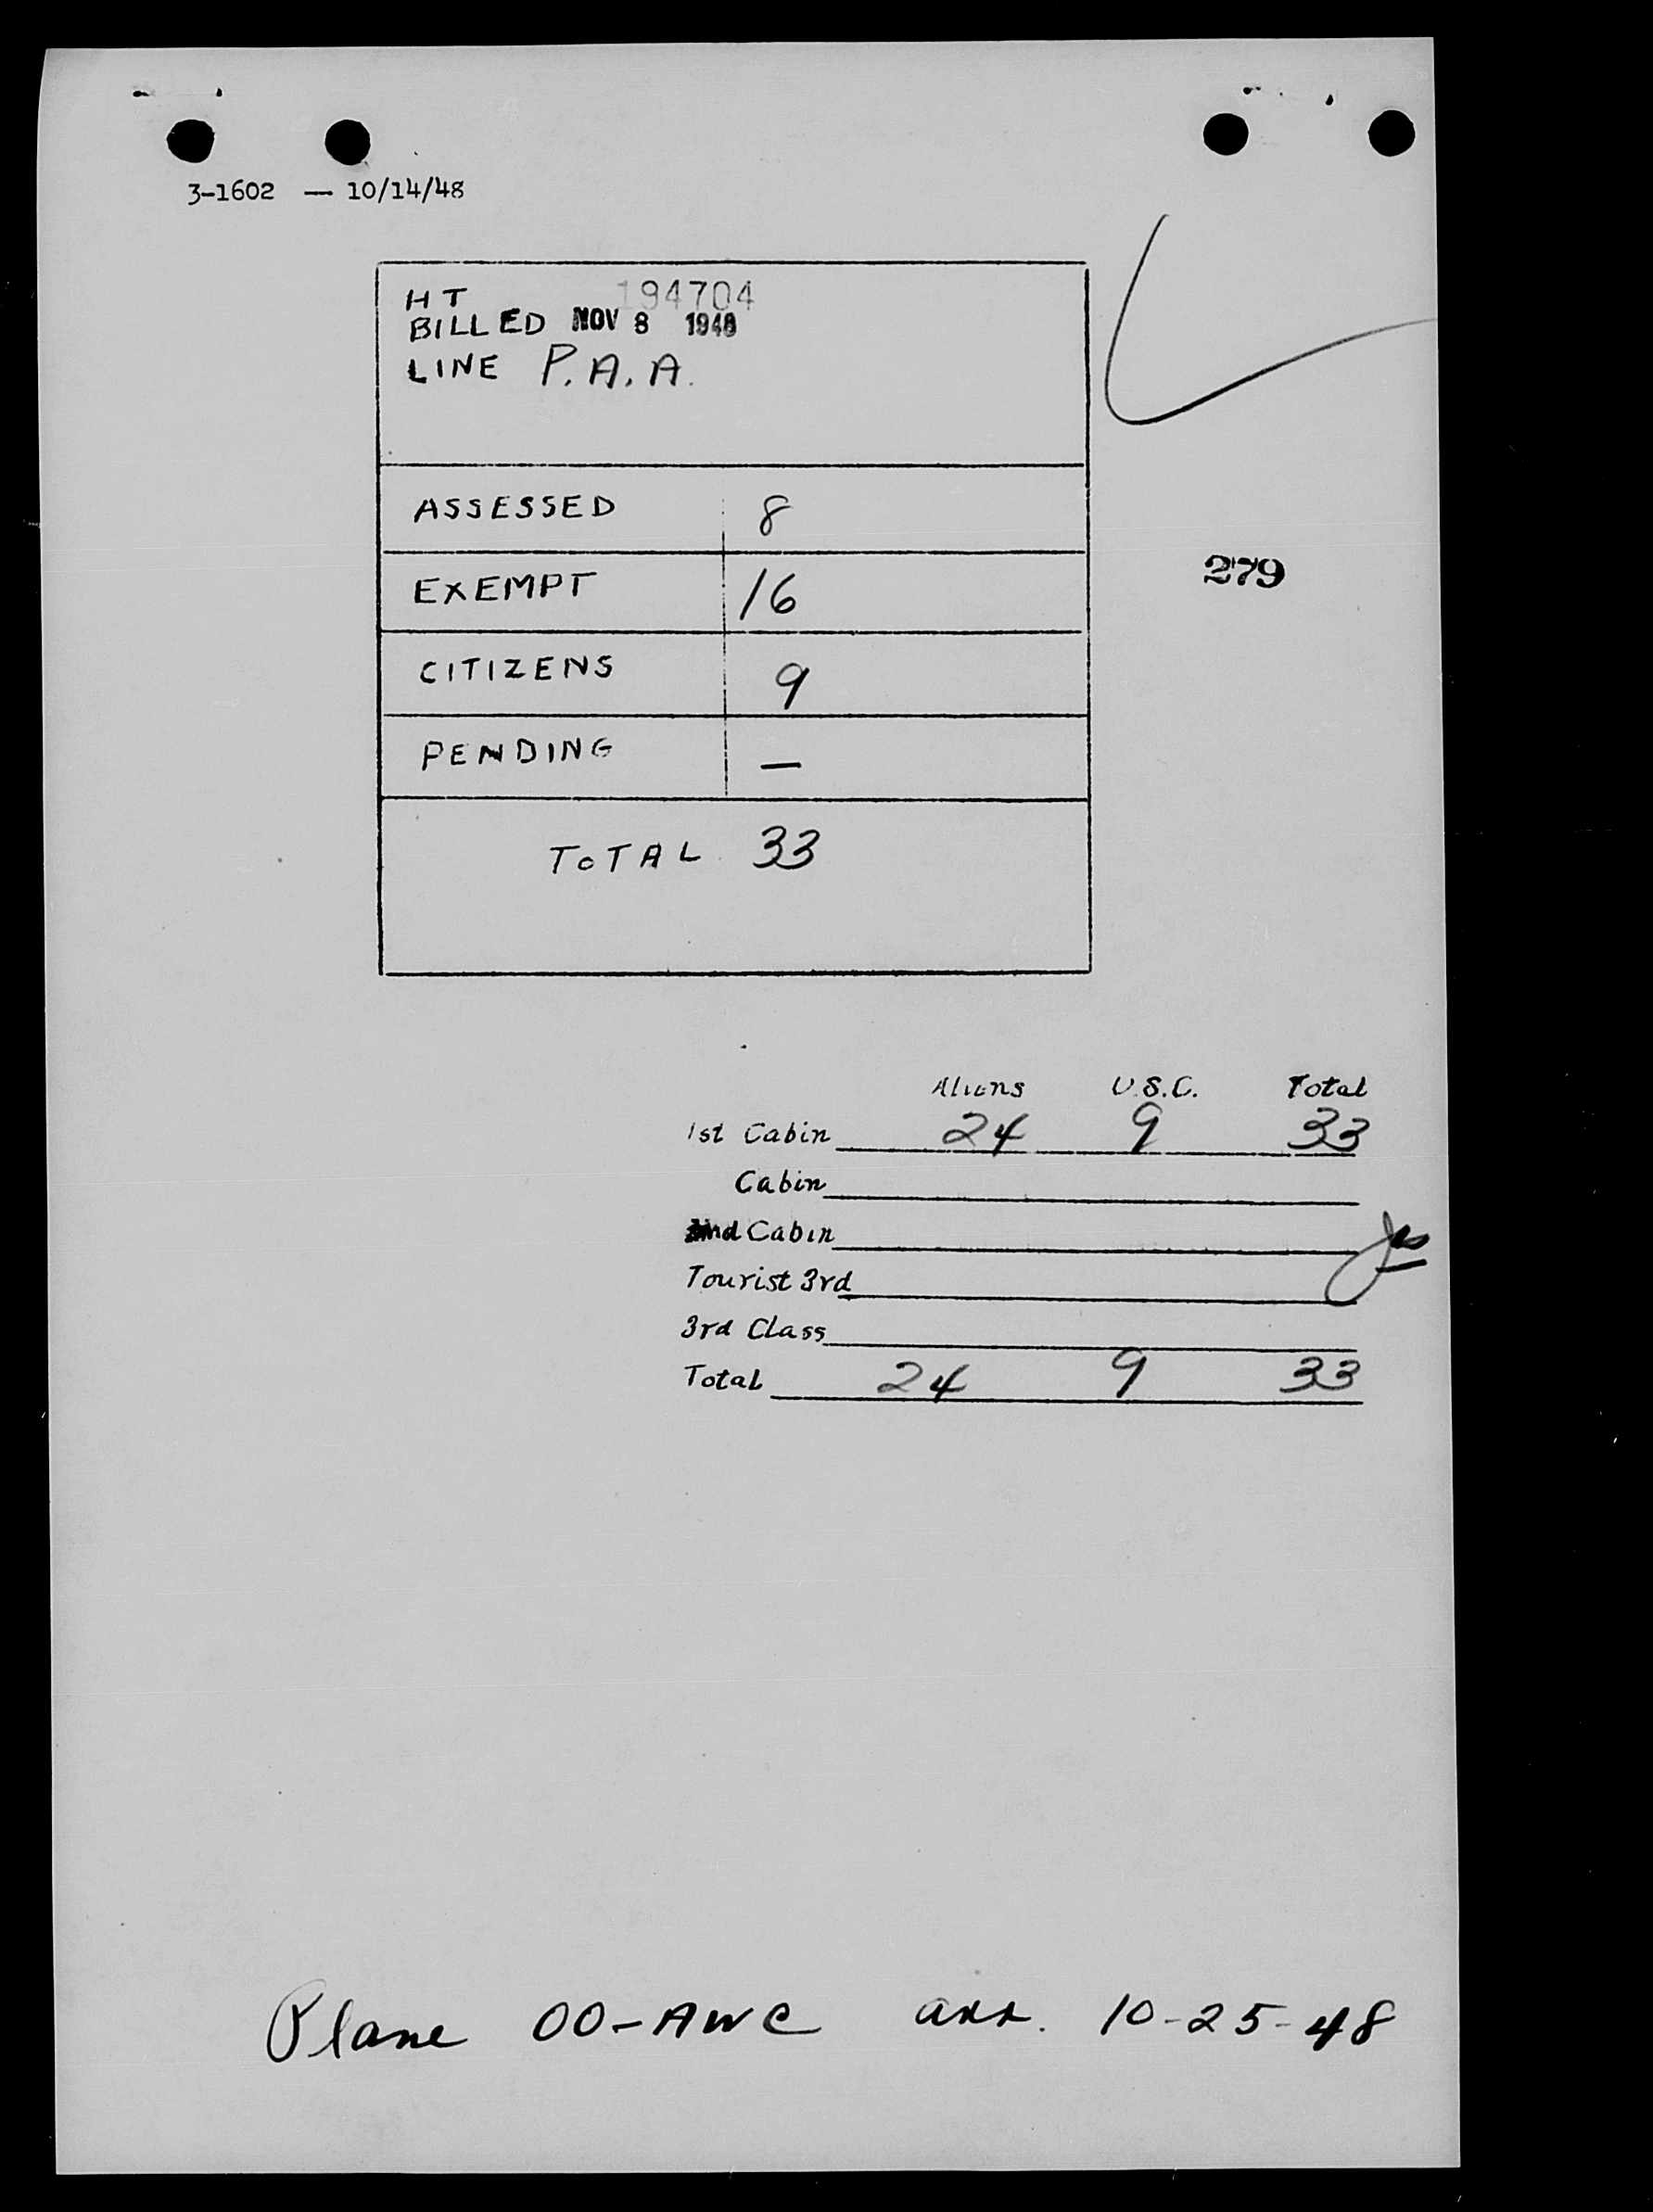 3-1602 — 10/14/48
HT 194704
BILLED NOV 8 1948
LINE P.A.A.
ASSESSED 8
EXEMPT 16
279
CITIZENS 9
PENDING —
TOTAL 33
Aliens U.S.C. Total
1st Cabin 24 9 33
Cabin
Cabin
Tourist 3rd
3rd Class
Total 24 9 33
Plane OO-AWC arr. 10-25-48